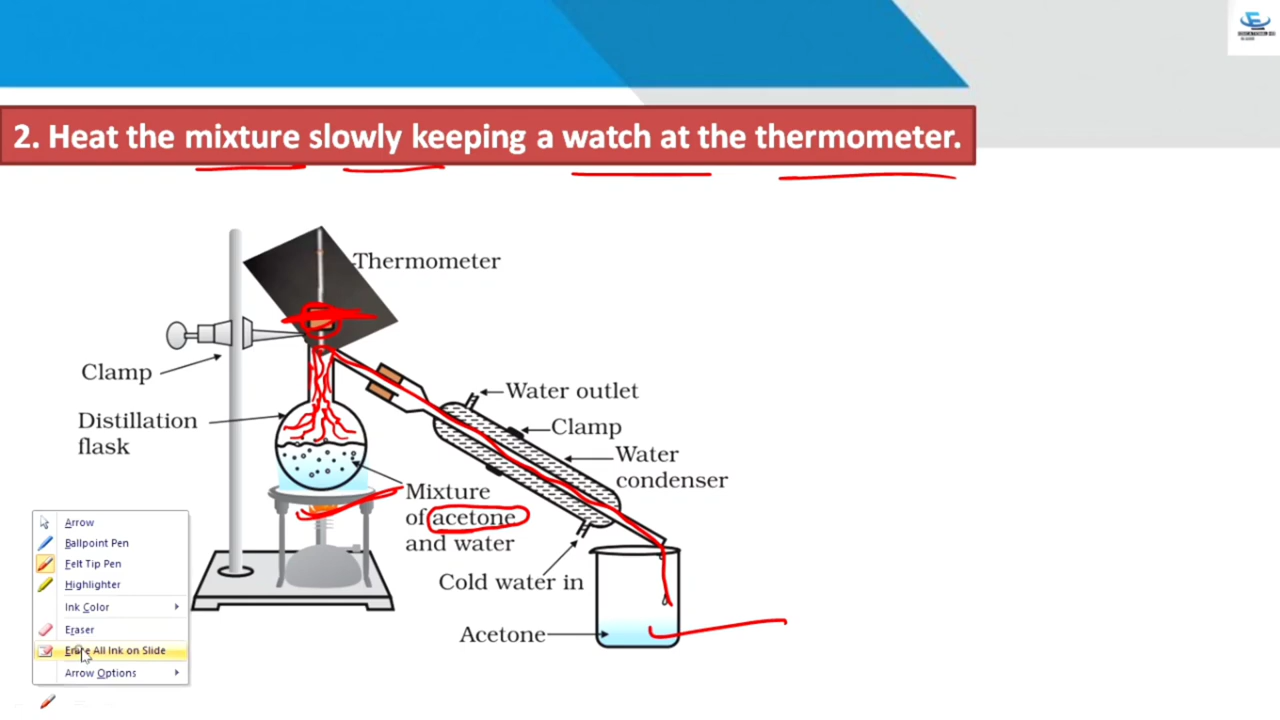 2. Heat the mixture slowly keeping a watch at the thermometer.
Thermometer
Clamp
Distillation
flask
Water outlet
Clamp
Water
condenser
Mixture
of acetone
and water
Cold water in
Acetone
Arrow
Ballpoint Pen
Felt Tip Pen
Highlighter
Ink Color
Eraser
Erase All Ink on Slide
Arrow Options